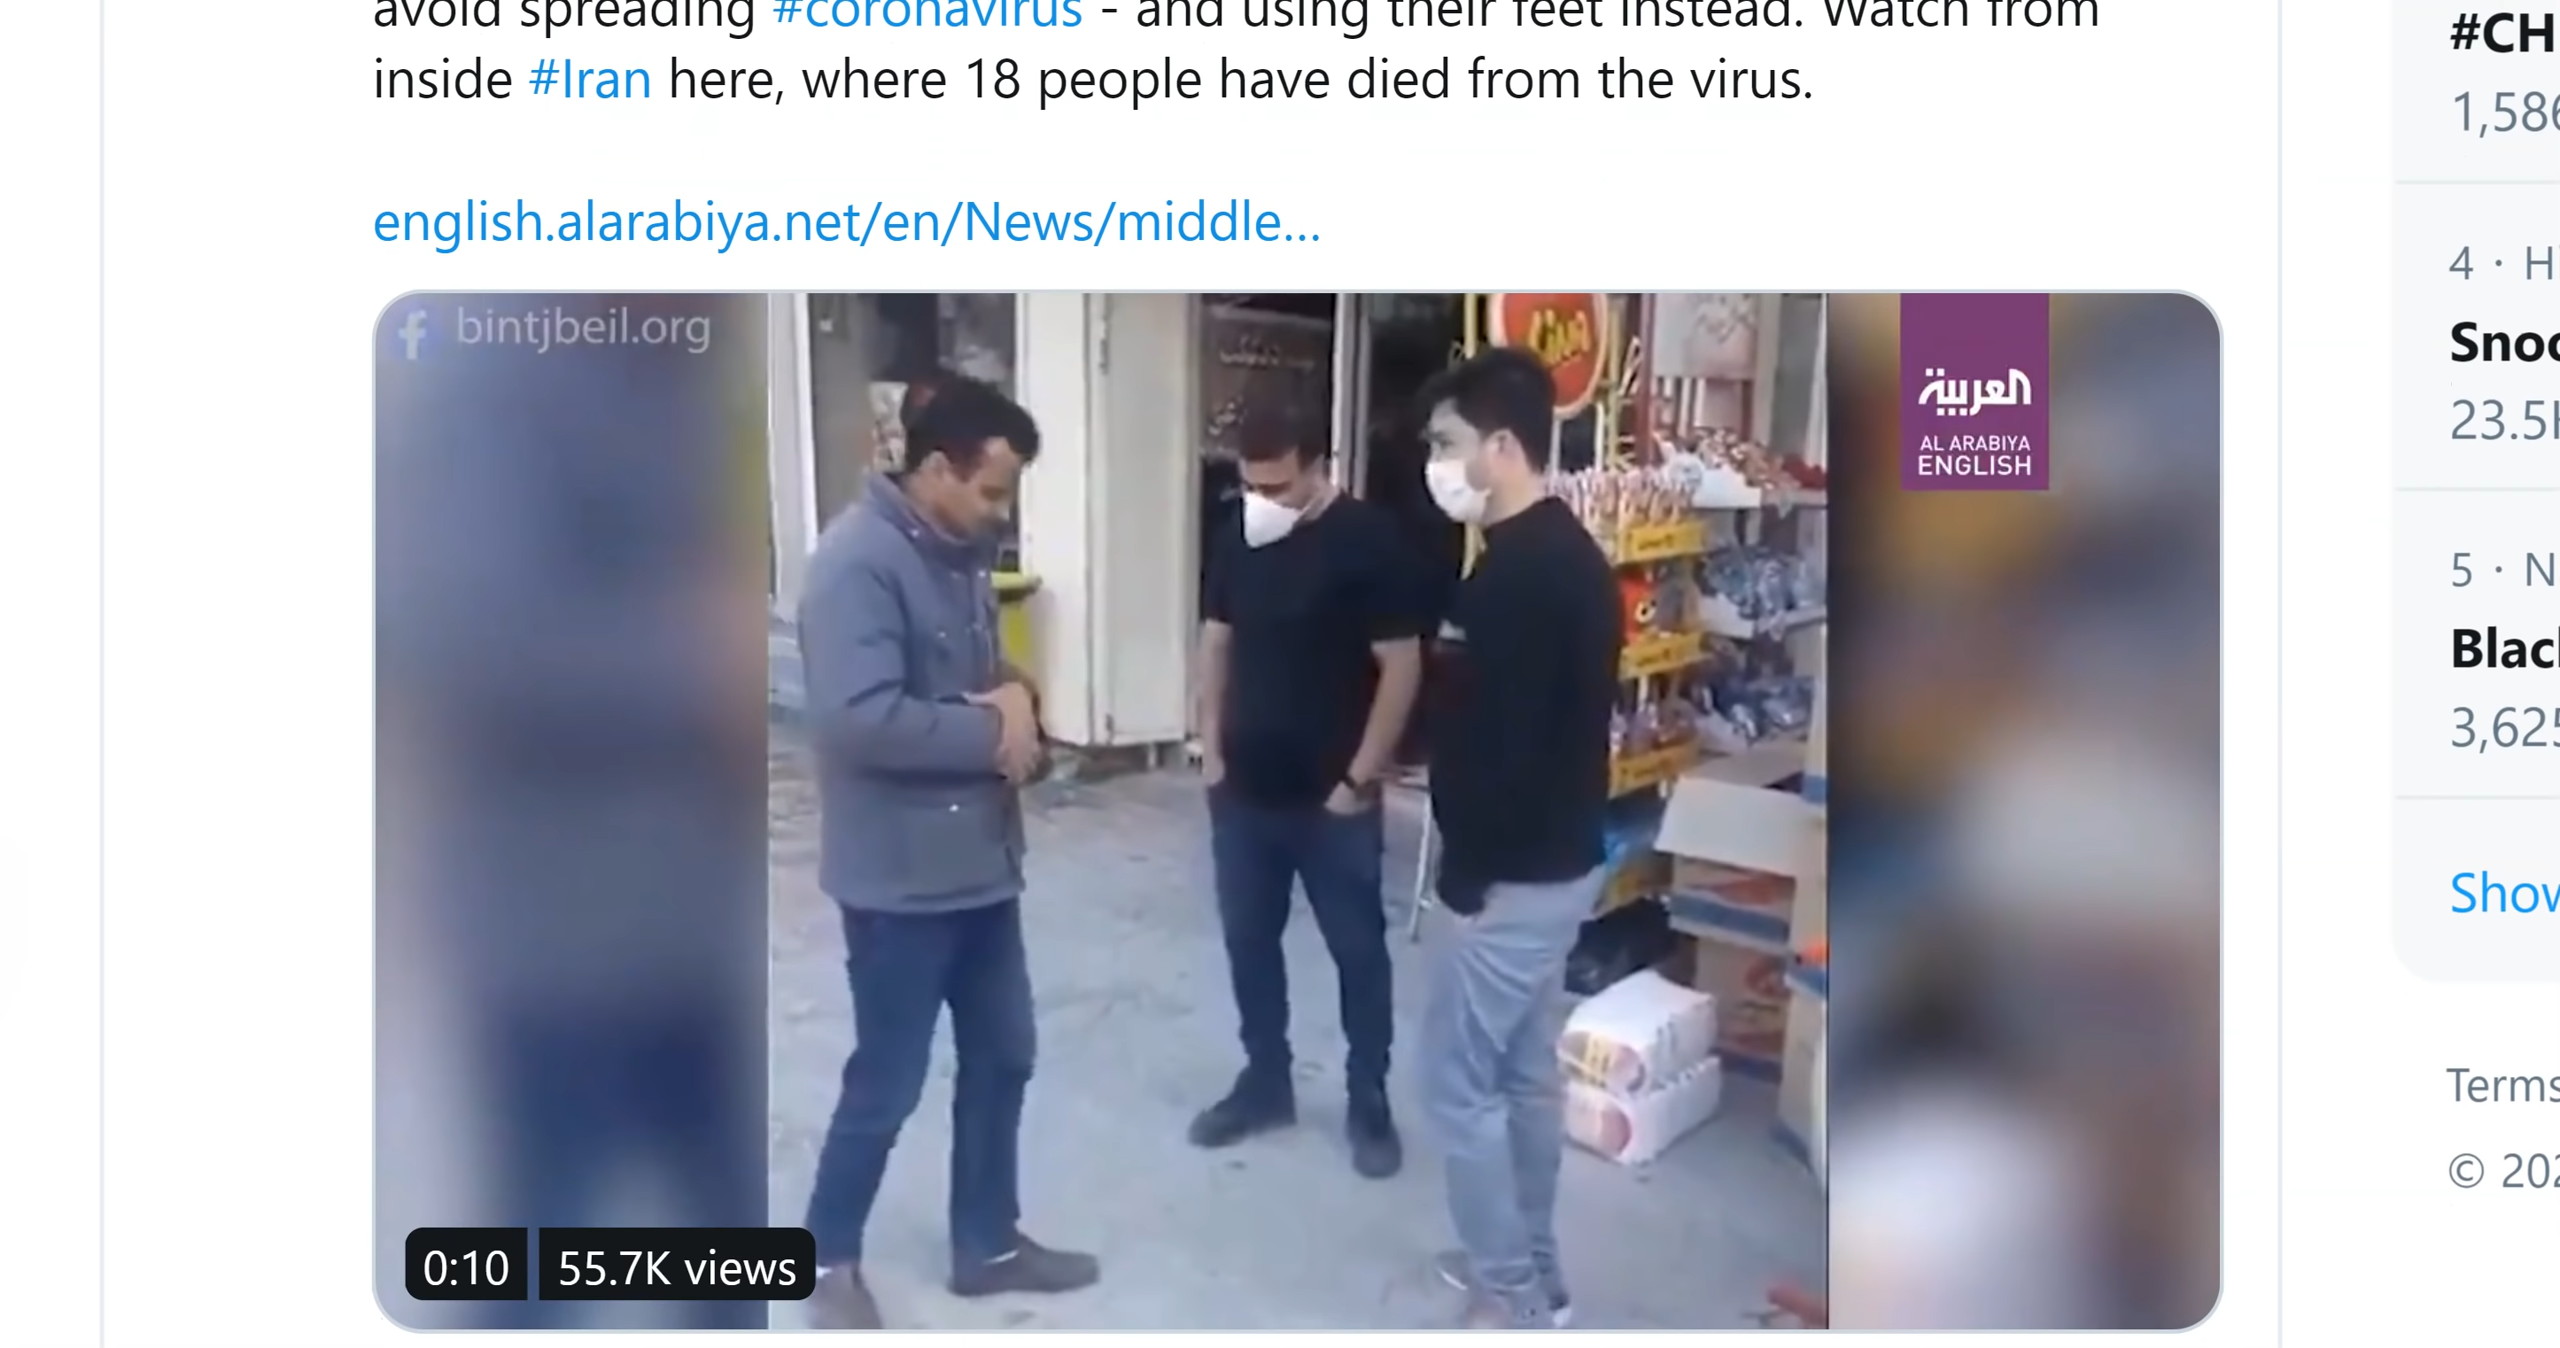 avoid spreading #coronavirus - and using their feet instead. Watch from
inside #Iran here, where 18 people have died from the virus.
english.alarabiya.net/en/News/middle...
bintjbeil.org
العربية
AL ARABIYA
ENGLISH
0:10
55.7K views
#CH
1,586
4 · H
Snoo
23.5
5 · N
Blac
3,625
Show
Terms
© 202